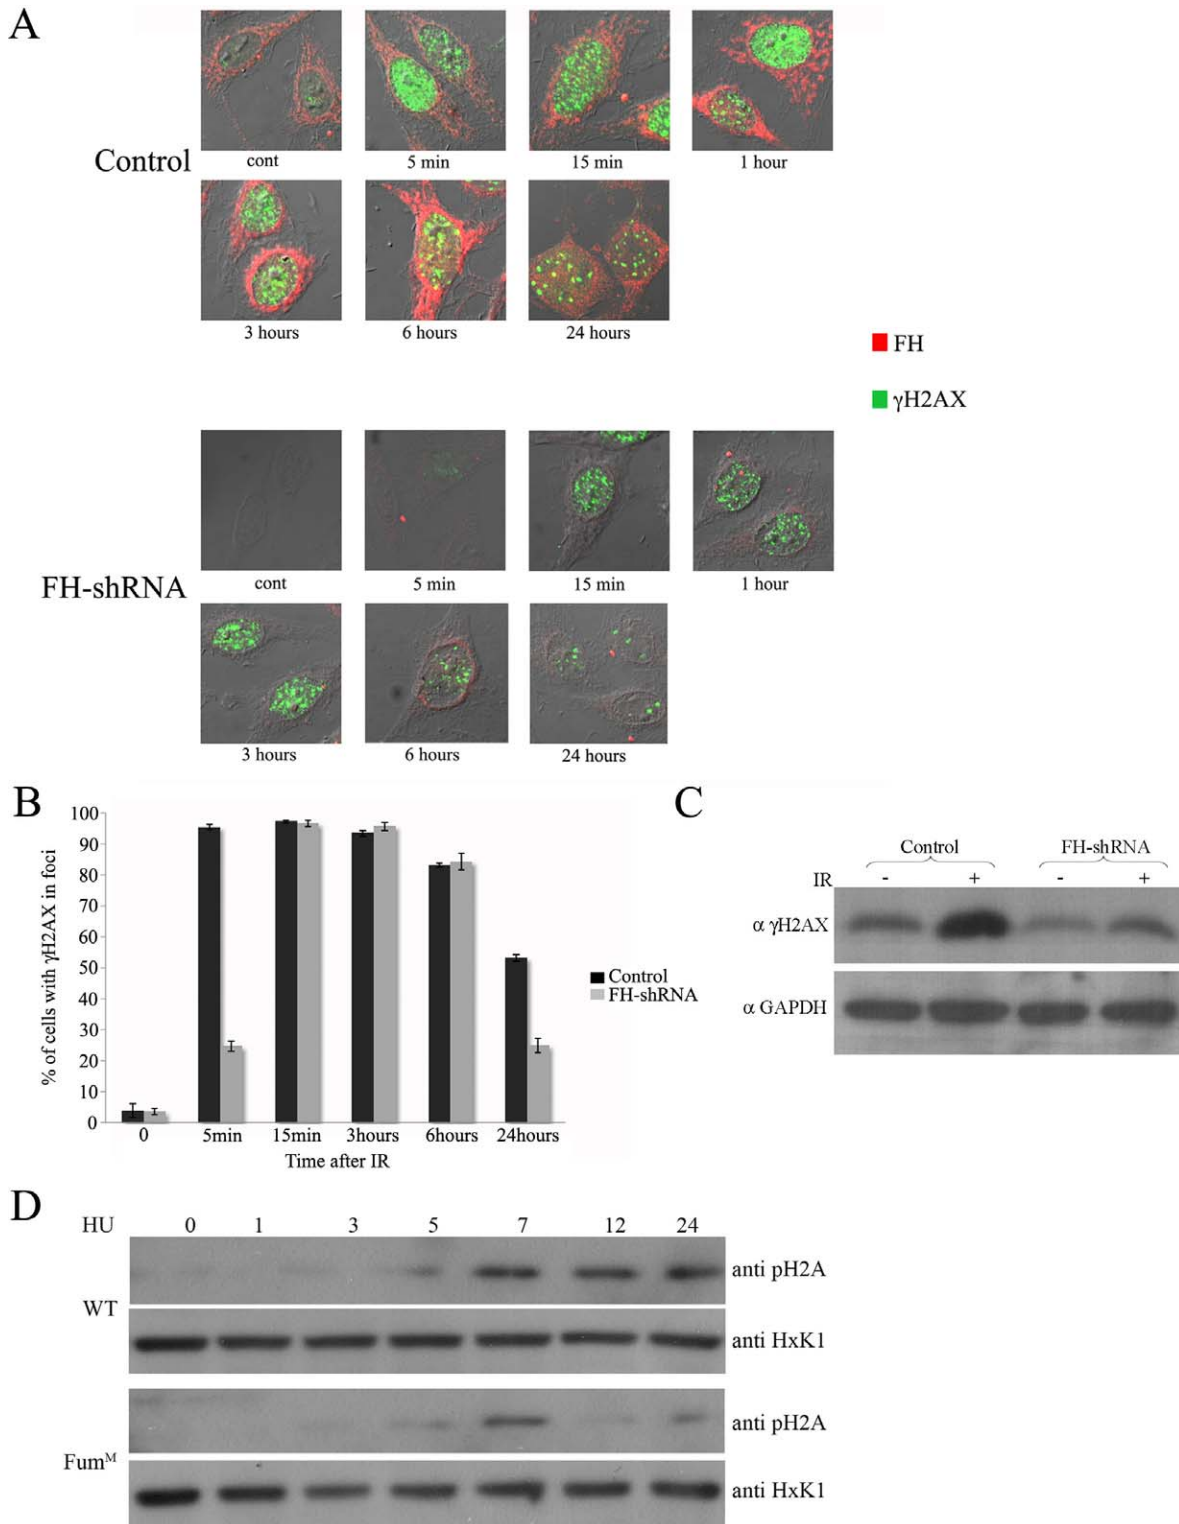 A
Control
cont
5 min
15 min
1 hour
3 hours
6 hours
24 hours
FH
γH2AX
FH-shRNA
cont
5 min
15 min
1 hour
3 hours
6 hours
24 hours
B
% of cells with γH2AX in foci
100
90
80
70
60
50
40
30
20
10
0
0 5min 15min 3hours 6hours 24hours
Time after IR
Control
FH-shRNA
C
Control FH-shRNA
IR - + - +
α γH2AX
α GAPDH
D
HU 0 1 3 5 7 12 24
anti pH2A
WT
anti HxK1
anti pH2A
Fumᴹ
anti HxK1